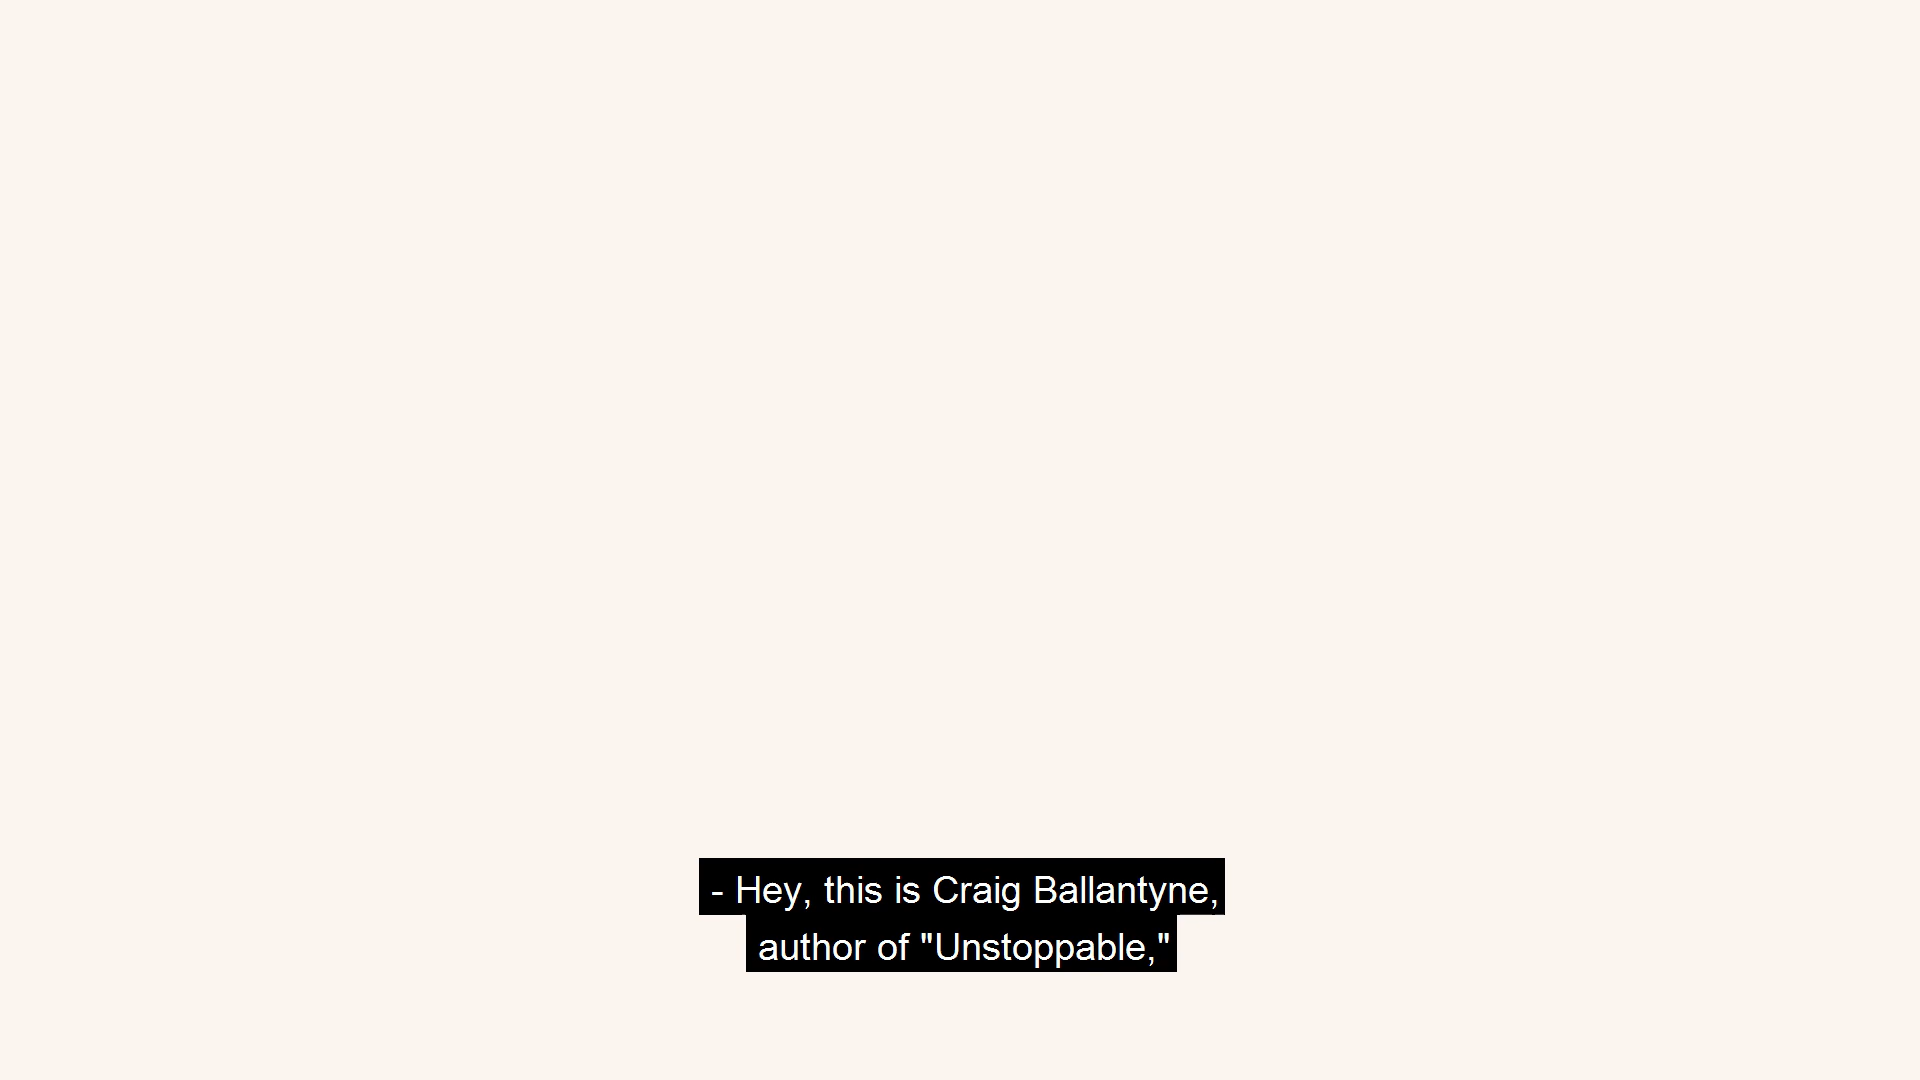 - Hey, this is Craig Ballantyne,
author of "Unstoppable,"